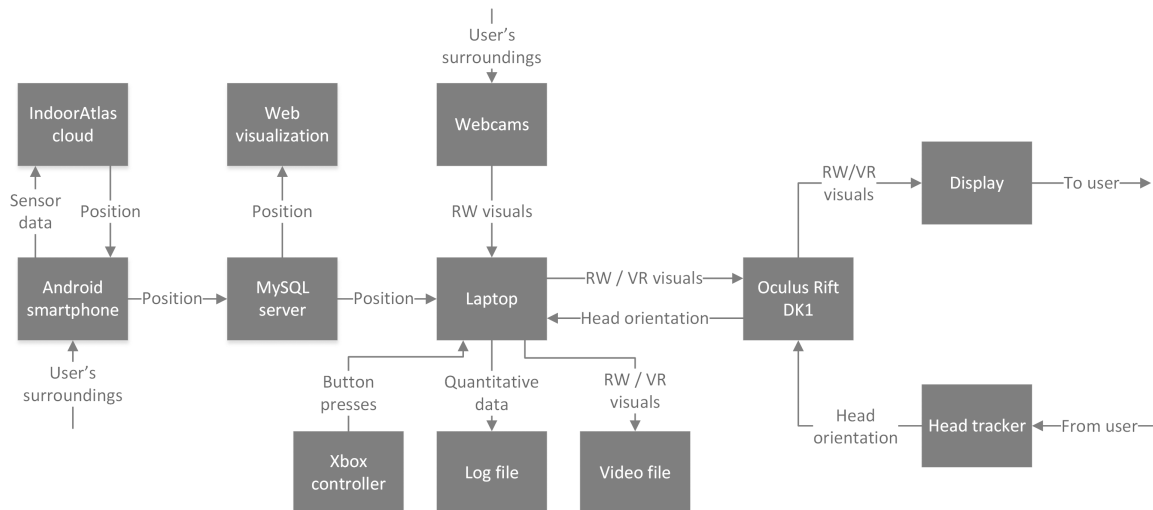 User's
surroundings
IndoorAtlas
cloud
Web
visualization
Webcams
RW/VR
visuals
Display
To user
Sensor
data
Position
Position
RW visuals
Android
smartphone
Position
MySQL
server
Position
Laptop
RW / VR visuals
Head orientation
Oculus Rift
DK1
User's
surroundings
Button
presses
Quantitative
data
RW / VR
visuals
Head
orientation
Head tracker
From user
Xbox
controller
Log file
Video file